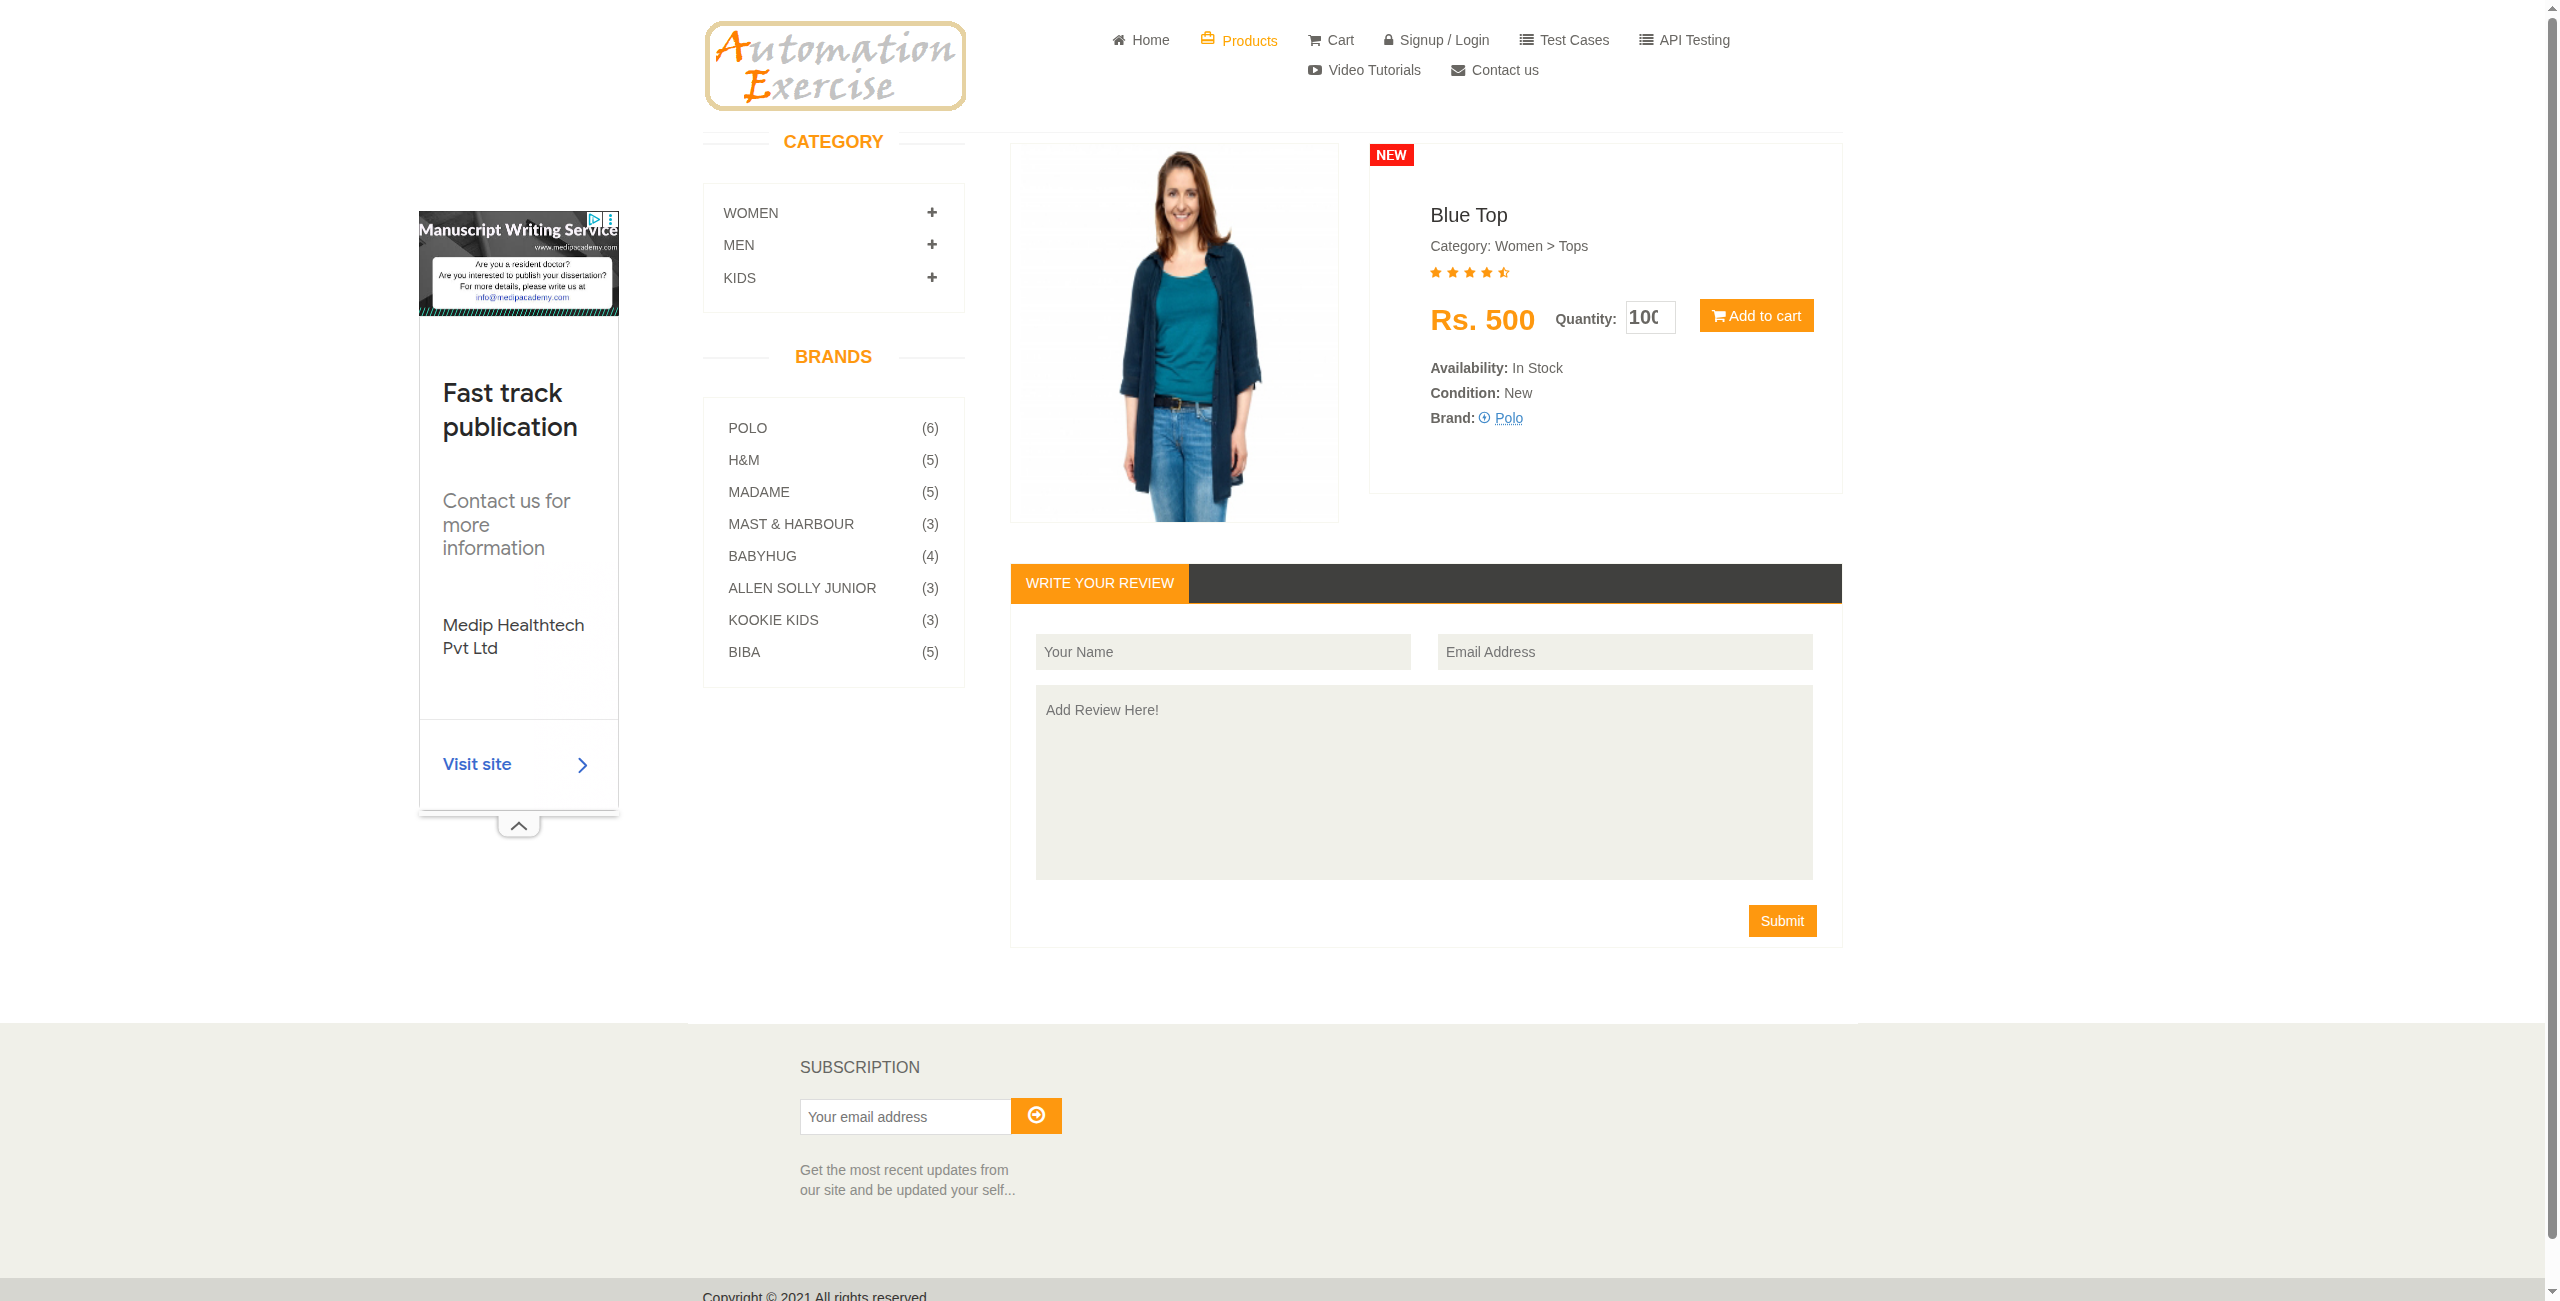 Automation
Exercise
Home
Products
Cart
Signup / Login
Test Cases
API Testing
Video Tutorials
Contact us
CATEGORY
WOMEN
MEN
KIDS
BRANDS
POLO (6)
H&M (5)
MADAME (5)
MAST & HARBOUR (3)
BABYHUG (4)
ALLEN SOLLY JUNIOR (3)
KOOKIE KIDS (3)
BIBA (5)
Manuscript Writing Service
www.medipacademy.com
Are you a resident doctor?
Are you interested to publish your dissertation?
For more details, please write us at
info@medipacademy.com
Fast track
publication
Contact us for
more
information
Medip Healthtech
Pvt Ltd
Visit site
NEW
Blue Top
Category: Women > Tops
Rs. 500
Quantity: 100
Add to cart
Availability: In Stock
Condition: New
Brand: Polo
WRITE YOUR REVIEW
Your Name
Email Address
Add Review Here!
Submit
SUBSCRIPTION
Your email address
Get the most recent updates from
our site and be updated your self...
Copyright © 2021 All rights reserved